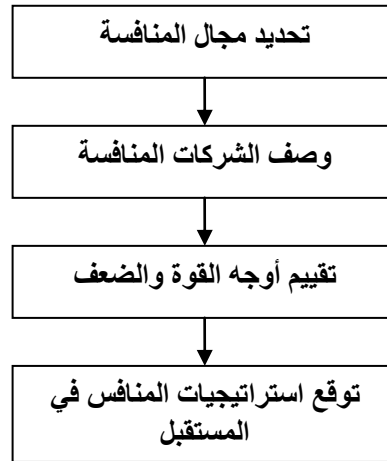 تحديد مجال المنافسة
وصف الشركات المنافسة
تقييم أوجه القوة والضعف
توقع استراتيجيات المنافس في
المستقبل